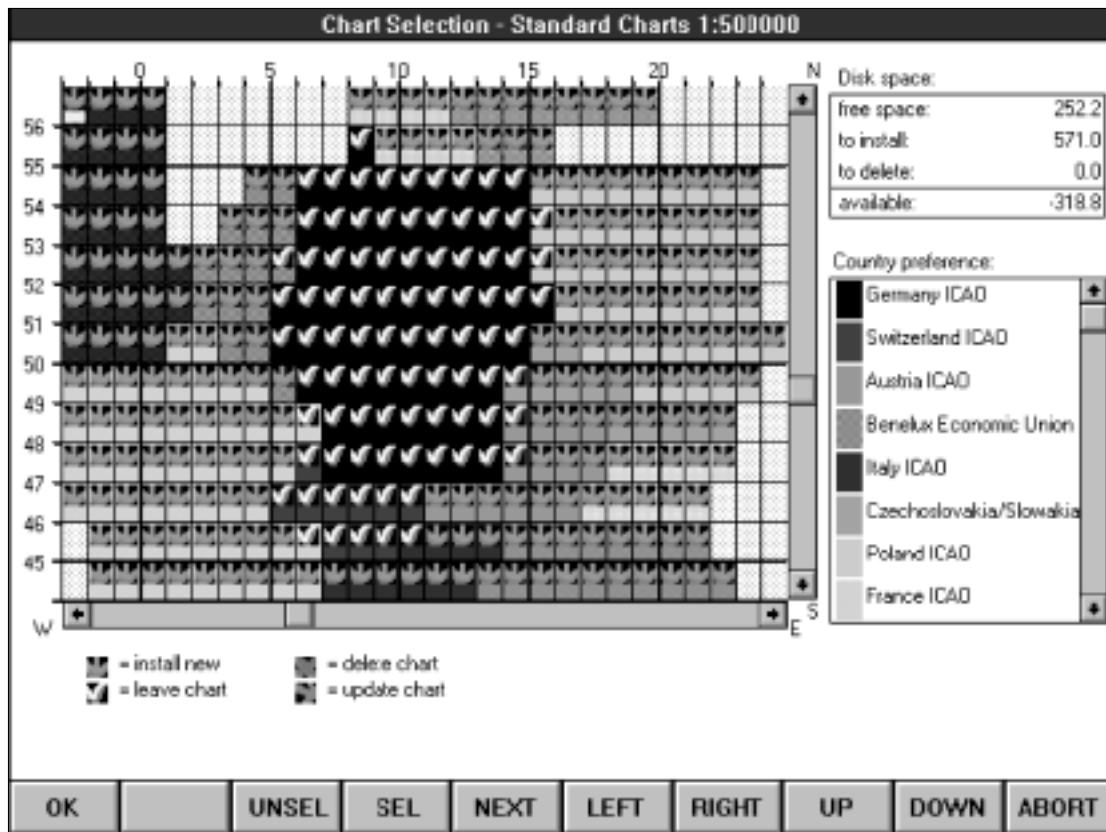 Chart Selection - Standard Charts 1:500000
0 5 10 15 20 N
56
55
54
53
52
51
50
49
48
47
46
45
W E S
Disk space:
free space: 252.2
to install: 571.0
to delete: 0.0
available: -318.8
Country preference:
Germany ICAO
Switzerland ICAO
Austria ICAO
Benelux Economic Union
Italy ICAO
Czechoslovakia/Slowakia
Poland ICAO
France ICAO
= install new = delete chart
= leave chart = update chart
OK UNSEL SEL NEXT LEFT RIGHT UP DOWN ABORT